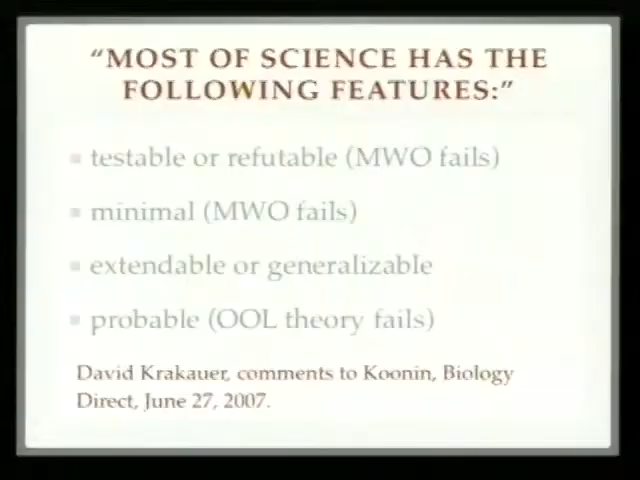 “MOST OF SCIENCE HAS THE
FOLLOWING FEATURES:”
testable or refutable (MWO fails)
minimal (MWO fails)
extendable or generalizable
probable (OOL theory fails)
David Krakauer, comments to Koonin, Biology
Direct, June 27, 2007.